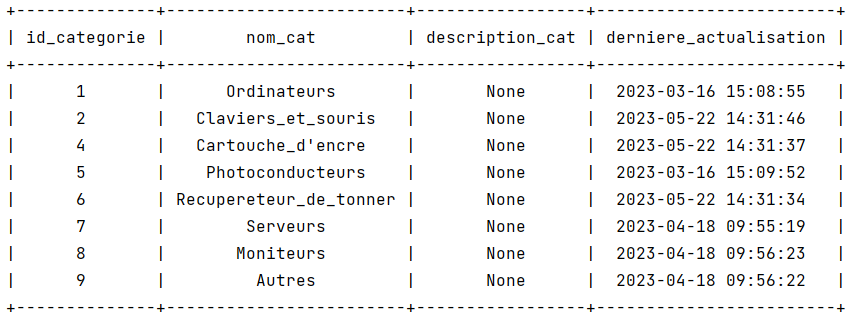 +--------------+------------------------+-----------------+------------------------+
| id_categorie |        nom_cat         | description_cat | derniere_actualisation |
+--------------+------------------------+-----------------+------------------------+
|      1       |      Ordinateurs       |       None      |  2023-03-16 15:08:55   |
|      2       |   Claviers_et_souris   |       None      |  2023-05-22 14:31:46   |
|      4       |   Cartouche_d'encre    |       None      |  2023-05-22 14:31:37   |
|      5       |    Photoconducteurs    |       None      |  2023-03-16 15:09:52   |
|      6       | Recupereteur_de_tonner |       None      |  2023-05-22 14:31:34   |
|      7       |        Serveurs        |       None      |  2023-04-18 09:55:19   |
|      8       |       Moniteurs        |       None      |  2023-04-18 09:56:23   |
|      9       |         Autres         |       None      |  2023-04-18 09:56:22   |
+--------------+------------------------+-----------------+------------------------+